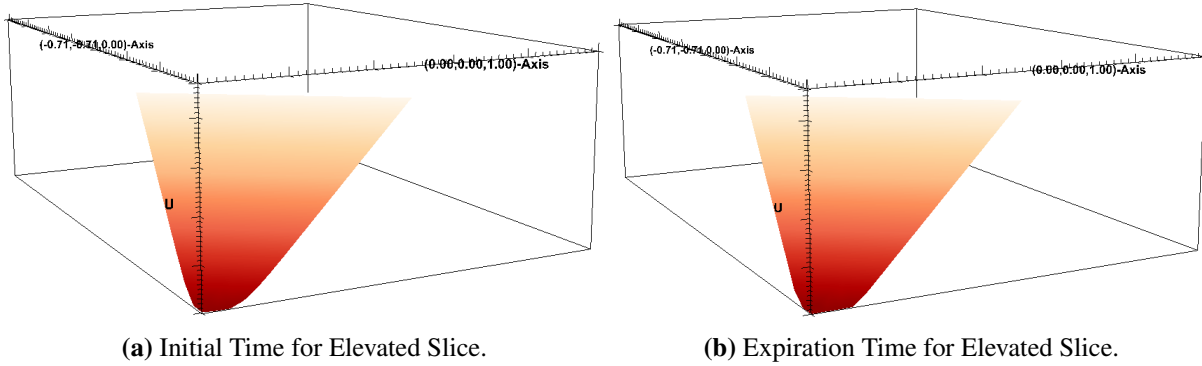 (-0.71,-0.71,0.00)-Axis
(0.00,0.00,1.00)-Axis
U
(-0.71,-0.71,0.00)-Axis
(0.00,0.00,1.00)-Axis
U
(a) Initial Time for Elevated Slice.
(b) Expiration Time for Elevated Slice.